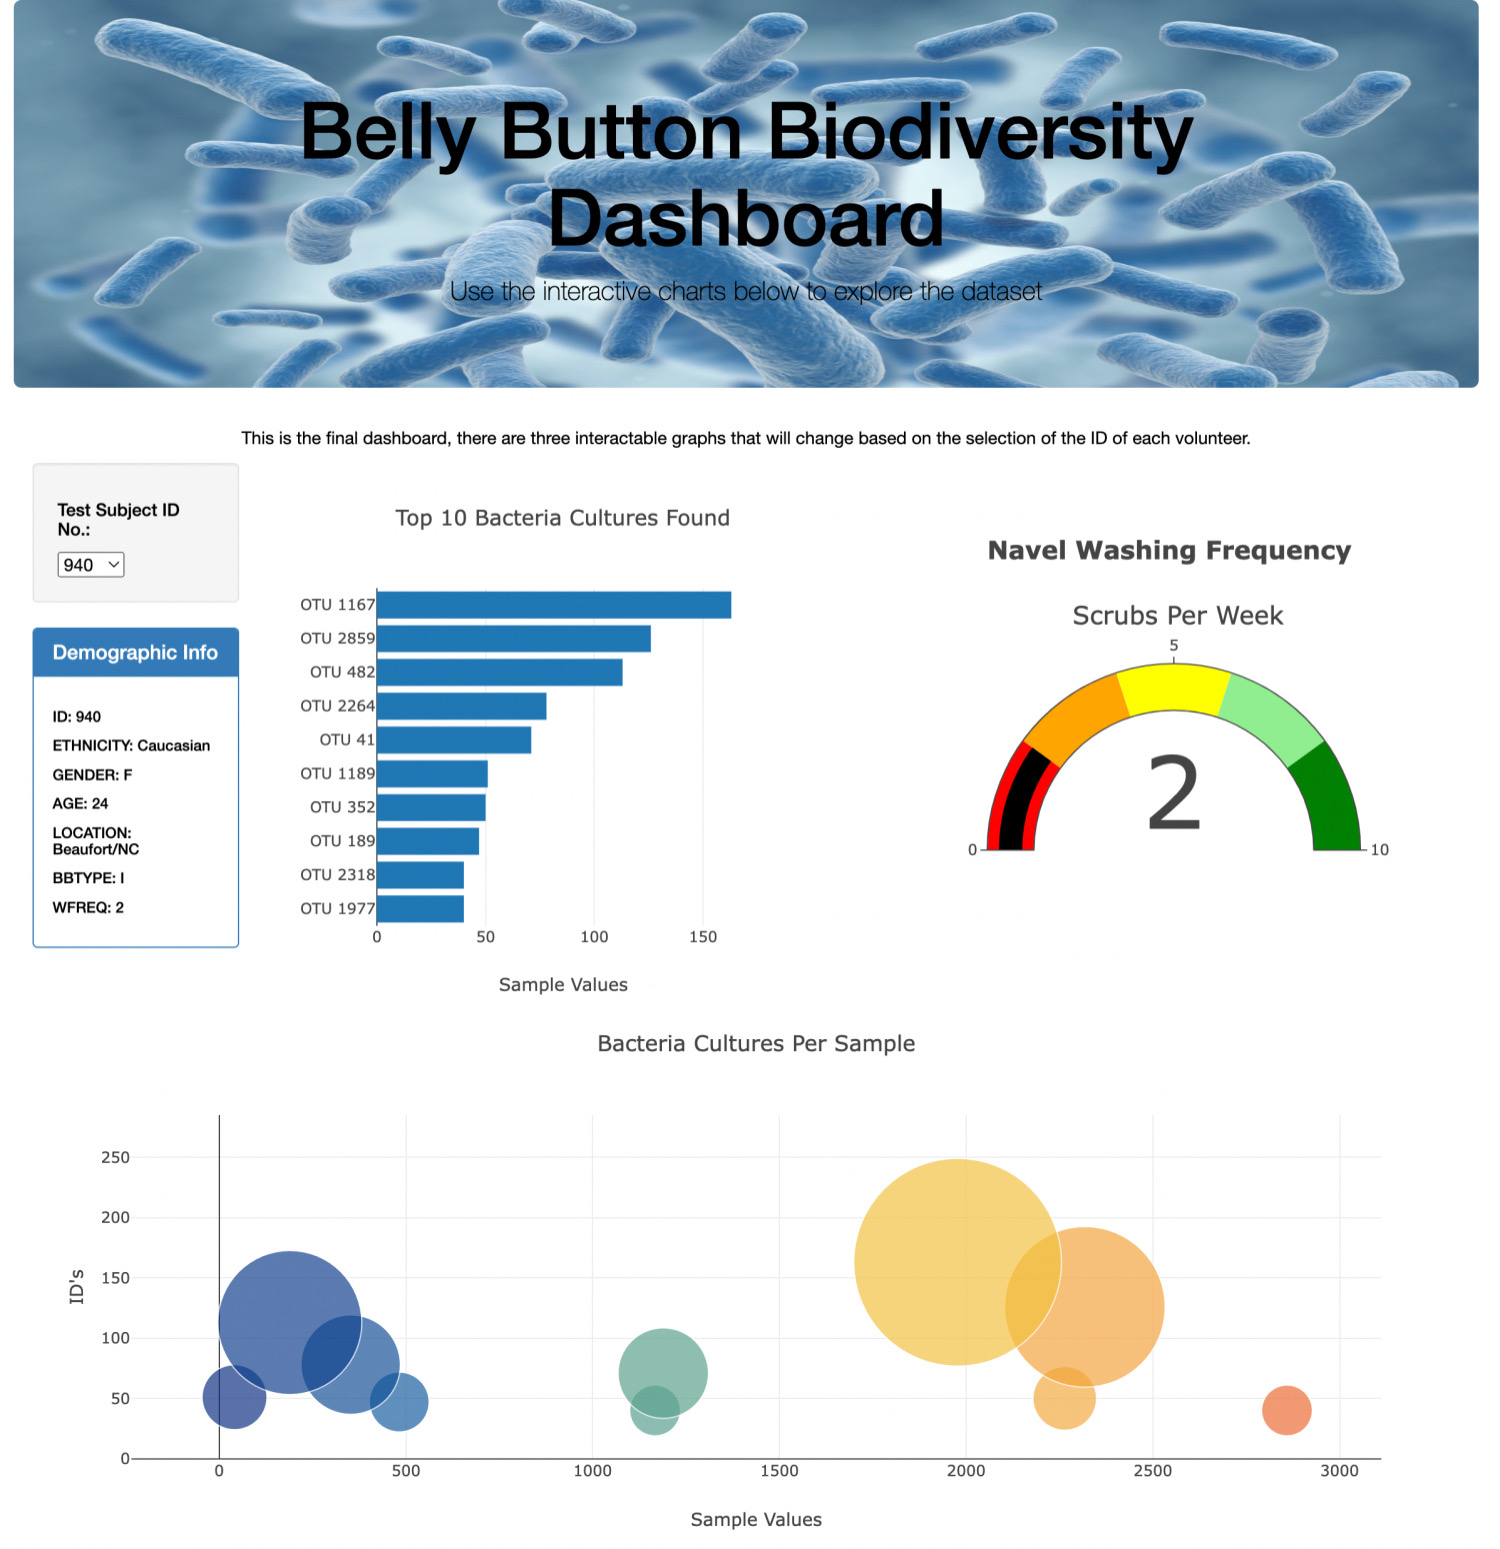 Belly Button Biodiversity
Dashboard
Use the interactive charts below to explore the dataset
This is the final dashboard, there are three interactable graphs that will change based on the selection of the ID of each volunteer.
Test Subject ID
No.:
940
Demographic Info
ID: 940
ETHNICITY: Caucasian
GENDER: F
AGE: 24
LOCATION:
Beaufort/NC
BBTYPE: I
WFREQ: 2
Top 10 Bacteria Cultures Found
OTU 1167
OTU 2859
OTU 482
OTU 2264
OTU 41
OTU 1189
OTU 352
OTU 189
OTU 2318
OTU 1977
0 50 100 150
Sample Values
Navel Washing Frequency
Scrubs Per Week
5
2
0 10
Bacteria Cultures Per Sample
250
200
150
100
50
0
ID's
0 500 1000 1500 2000 2500 3000
Sample Values